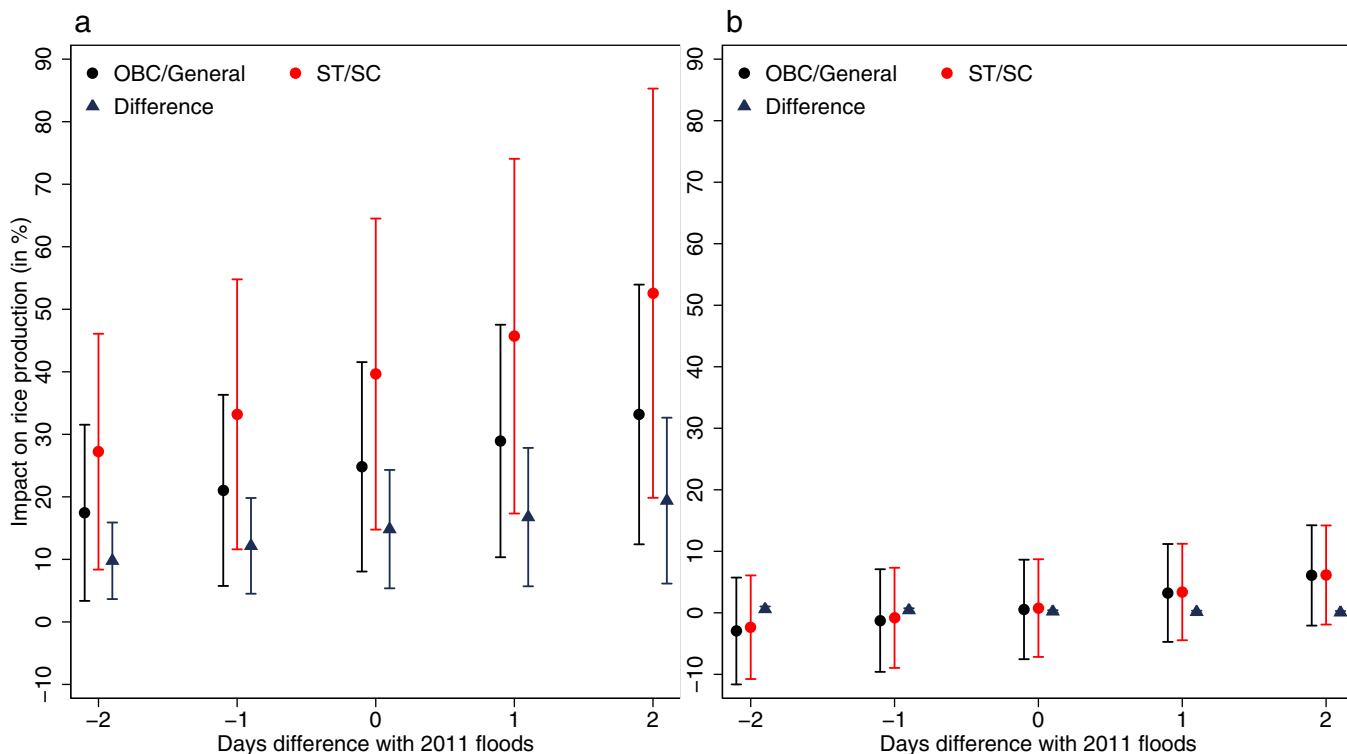 a
OBC/General ST/SC
Difference
Impact on rice production (in %)
90
80
70
60
50
40
30
20
10
0
−10
−2 −1 0 1 2
Days difference with 2011 floods
b
OBC/General ST/SC
Difference
90
80
70
60
50
40
30
20
10
0
−10
−2 −1 0 1 2
Days difference with 2011 floods